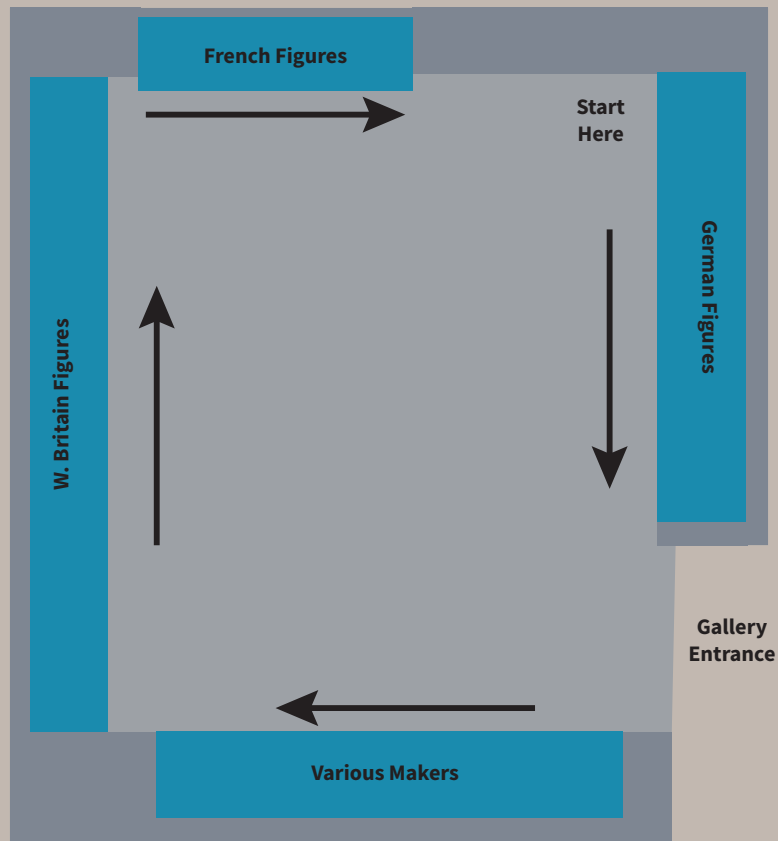 French Figures
Start
Here
German Figures
W. Britain Figures
Gallery
Entrance
Various Makers